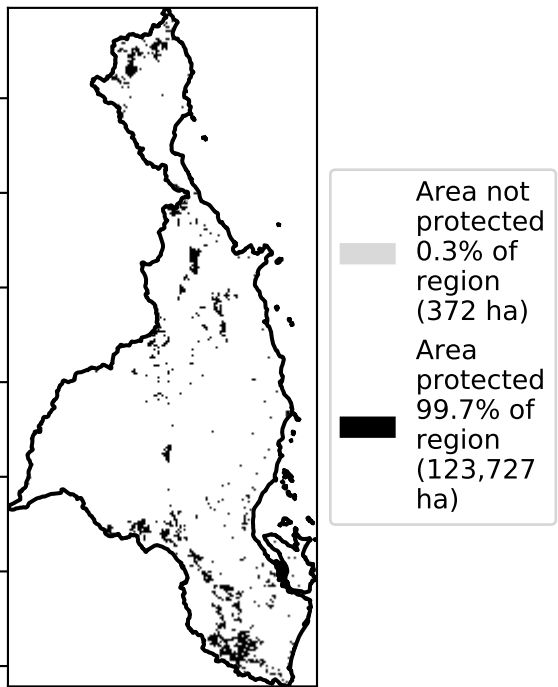 Area not
protected
0.3% of
region
(372 ha)
Area
protected
99.7% of
region
(123,727
ha)